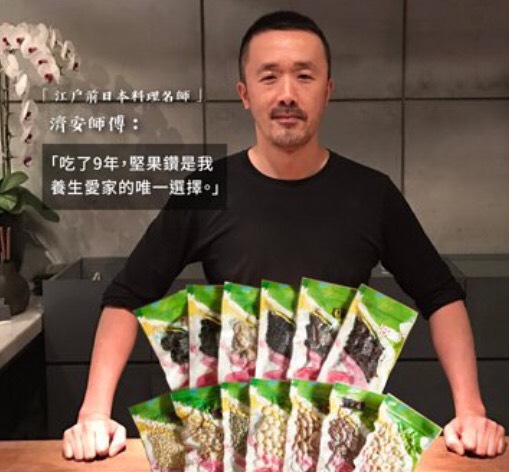 「江戶前日本料理名師」
濟安師傅：
「吃了9年，堅果鑽是我
養生愛家的唯一選擇。」